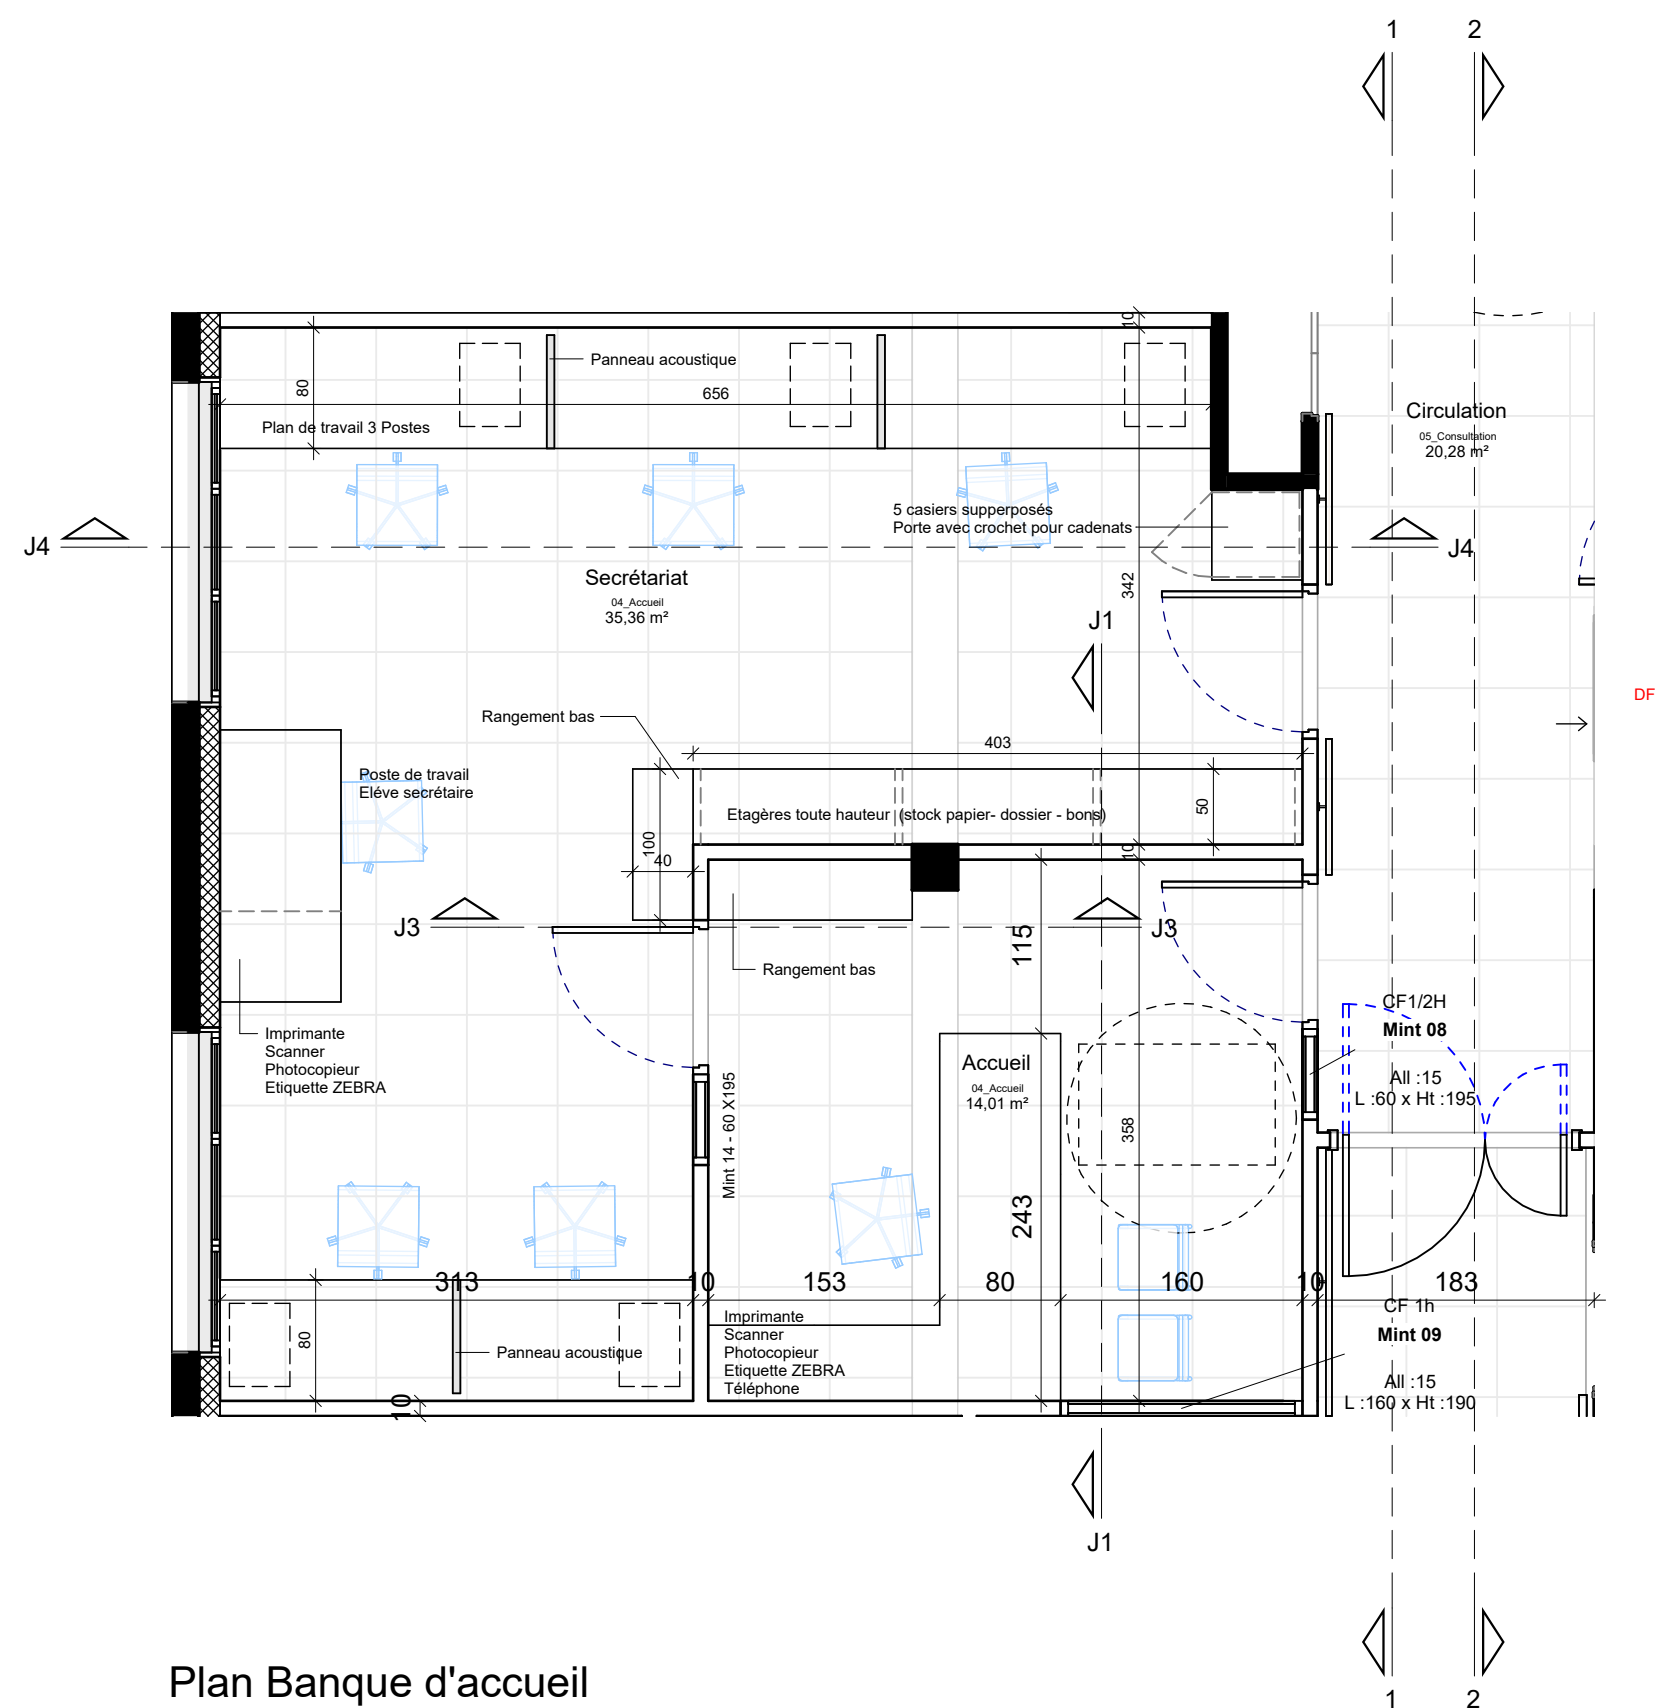 1
2
10
Panneau acoustique
80
656
Plan de travail 3 Postes
Circulation
05_Consultation
20,28 m²
5 casiers supperposés
Porte avec crochet pour cadenats
J4
J4
Secrétariat
04_Accueil
35,36 m²
342
J1
DF
Rangement bas
403
Poste de travail
Eléve secrétaire
Etagères toute hauteur (stock papier- dossier - bons)
50
100
40
10
J3
J3
115
Rangement bas
Imprimante
Scanner
Photocopieur
Etiquette ZEBRA
Accueil
04_Accueil
14,01 m²
CF1/2H
Mint 08
All :15
L :60 x Ht :195
Mint 14 - 60 X195
358
243
313
10
153
80
160
10
183
Imprimante
Scanner
Photocopieur
Etiquette ZEBRA
Téléphone
80
Panneau acoustique
10
CF 1h
Mint 09
All :15
L :160 x Ht :190
J1
Plan Banque d'accueil
1
2